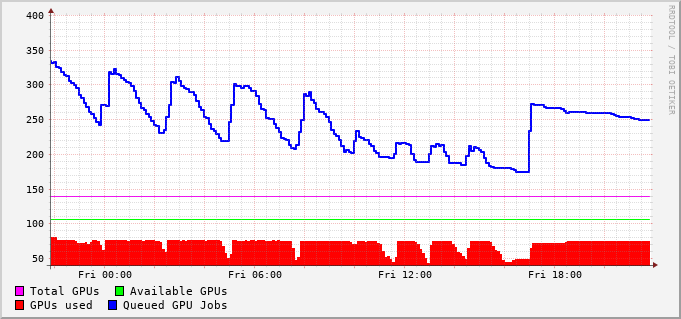 400
350
300
250
200
150
100
50
Fri 00:00 Fri 06:00 Fri 12:00 Fri 18:00
Total GPUs Available GPUs
GPUs used Queued GPU Jobs
RRDTOOL / TOBI OETIKER